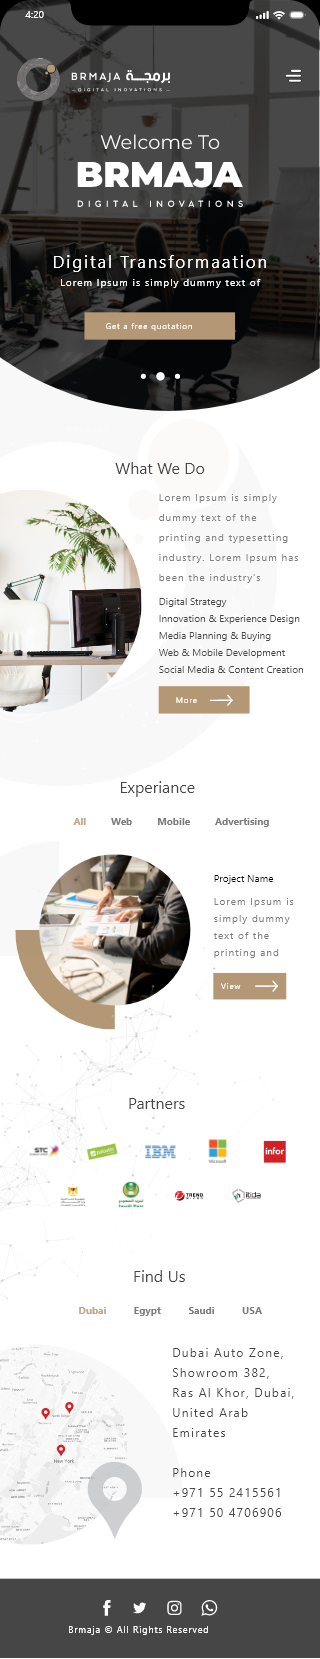 4:20
BRMAJA برمجة
DIGITAL INOVATIONS
Welcome To
BRMAJA
DIGITAL INOVATIONS
Digital Transformaation
Lorem Ipsum is simply dummy text of
Get a free quotation
What We Do
Lorem Ipsum is simply
dummy text of the
printing and typesetting
industry. Lorem Ipsum has
been the industry's
Digital Strategy
Innovation & Experience Design
Media Planning & Buying
Web & Mobile Development
Social Media & Content Creation
More
Experiance
All Web Mobile Advertising
Project Name
Lorem Ipsum is
simply dummy
text of the
printing and
View
Partners
STC
IBM
Microsoft
infor
TREND
itida
Find Us
Dubai Egypt Saudi USA
Dubai Auto Zone,
Showroom 382,
Ras Al Khor, Dubai,
United Arab
Emirates
New York
Phone
+971 55 2415561
+971 50 4706906
Brmaja © All Rights Reserved